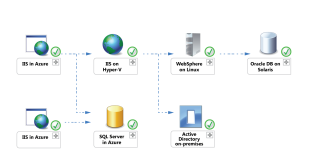 IIS in Azure
IIS on
Hyper-V
WebSphere
on Linux
Oracle DB on
Solaris
IIS in Azure
SQL Server
in Azure
Active
Directory
on-premises